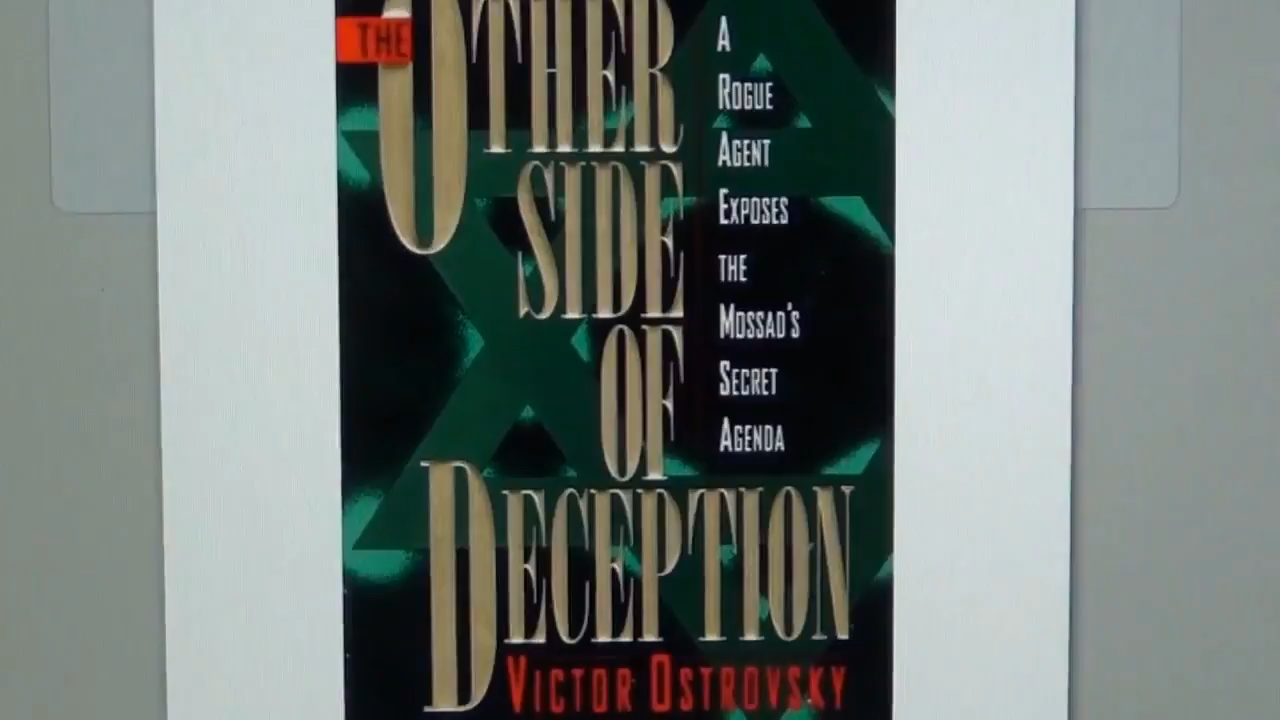 THE
OTHER
SIDE
OF
DECEPTION
A
ROGUE
AGENT
EXPOSES
THE
MOSSAD'S
SECRET
AGENDA
VICTOR OSTROVSKY